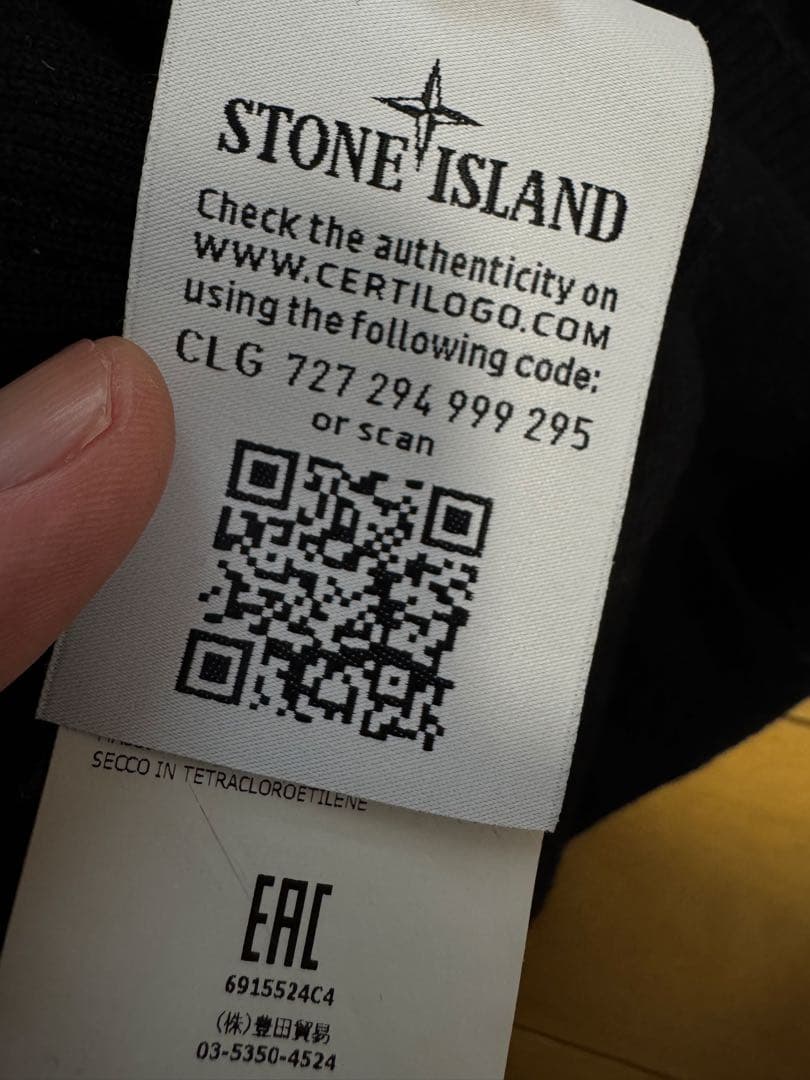 STONE ISLAND
Check the authenticity on
WWW.CERTILOGO.COM
using the following code:
CLG 727 294 999 295
or scan
SECCO IN TETRACLOROETILENE
EAC
6915524C4
(株)豊田貿易
03-5350-4524